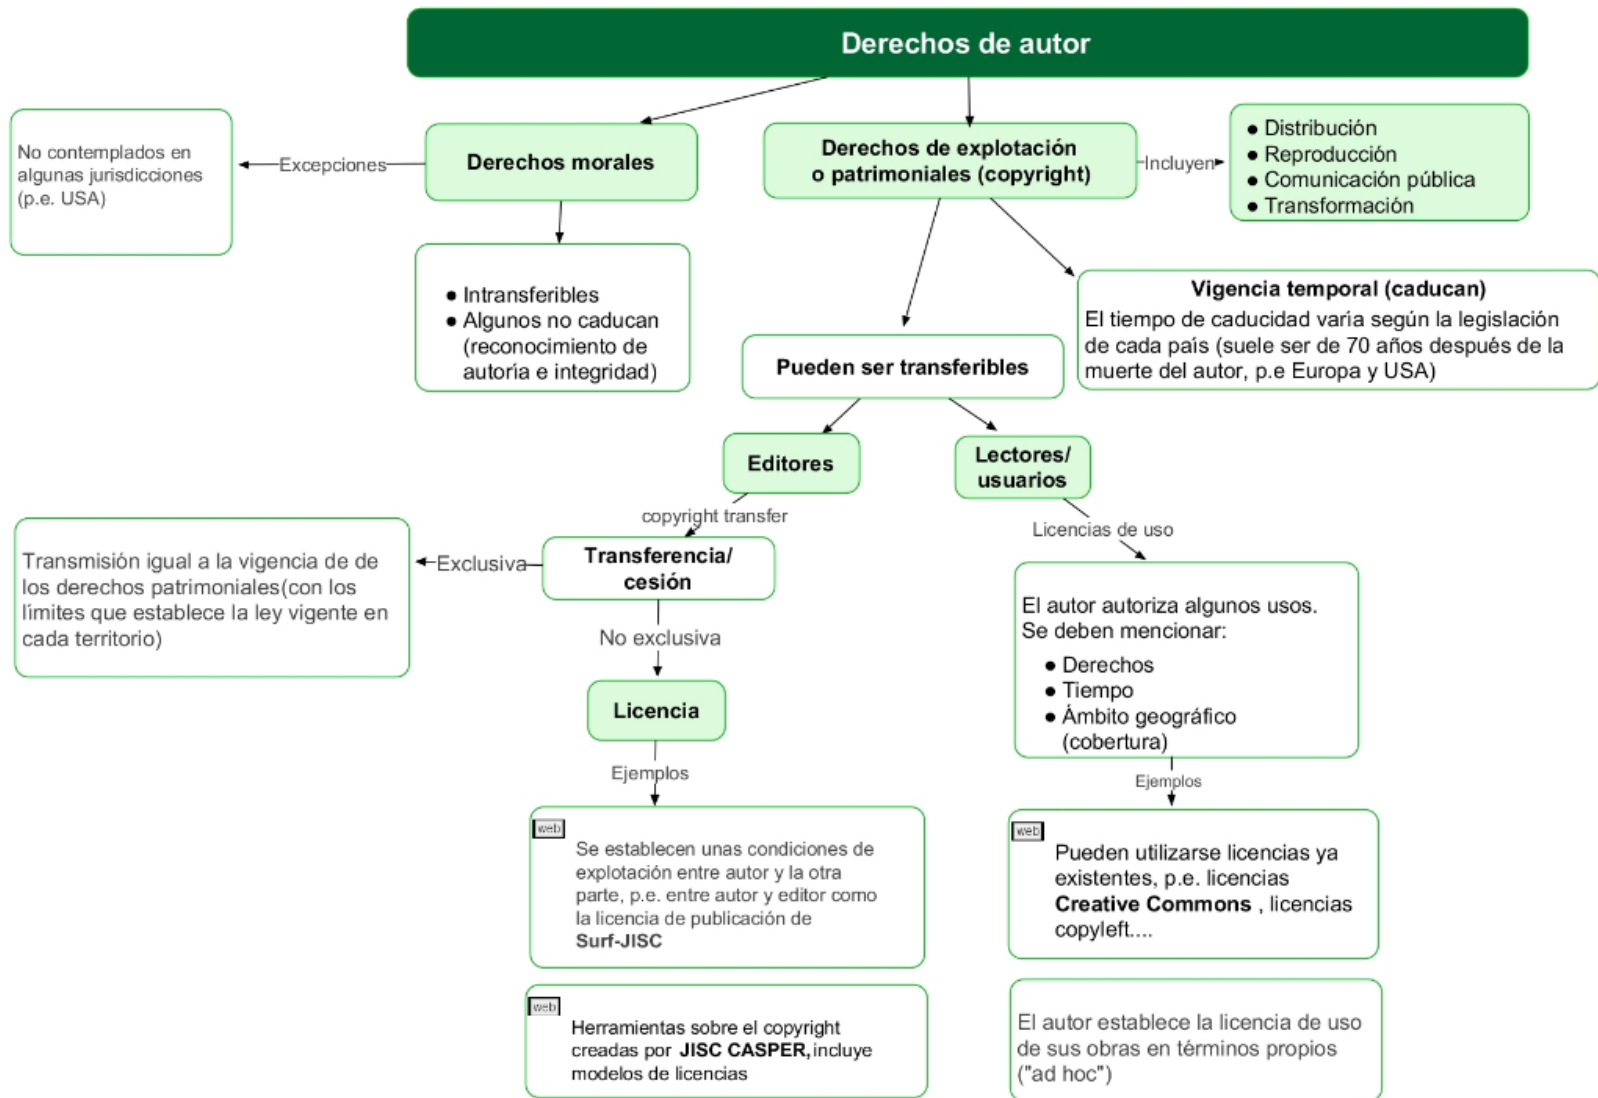 Derechos de autor
No contemplados en
algunas jurisdicciones
(p.e. USA)
Excepciones
Derechos morales
Derechos de explotación
o patrimoniales (copyright)
Incluyen
● Distribución
● Reproducción
● Comunicación pública
● Transformación
● Intransferibles
● Algunos no caducan
(reconocimiento de
autoría e integridad)
Vigencia temporal (caducan)
El tiempo de caducidad varía según la legislación
de cada país (suele ser de 70 años después de la
muerte del autor, p.e Europa y USA)
Pueden ser transferibles
Editores
Lectores/
usuarios
copyright transfer
Licencias de uso
Transmisión igual a la vigencia de de
los derechos patrimoniales(con los
límites que establece la ley vigente en
cada territorio)
Exclusiva
Transferencia/
cesión
No exclusiva
Licencia
Ejemplos
El autor autoriza algunos usos.
Se deben mencionar:
● Derechos
● Tiempo
● Ámbito geográfico
(cobertura)
Ejemplos
web
Se establecen unas condiciones de
explotación entre autor y la otra
parte, p.e. entre autor y editor como
la licencia de publicación de
Surf-JISC
web
Pueden utilizarse licencias ya
existentes, p.e. licencias
Creative Commons , licencias
copyleft....
web
Herramientas sobre el copyright
creadas por JISC CASPER, incluye
modelos de licencias
El autor establece la licencia de uso
de sus obras en términos propios
("ad hoc")